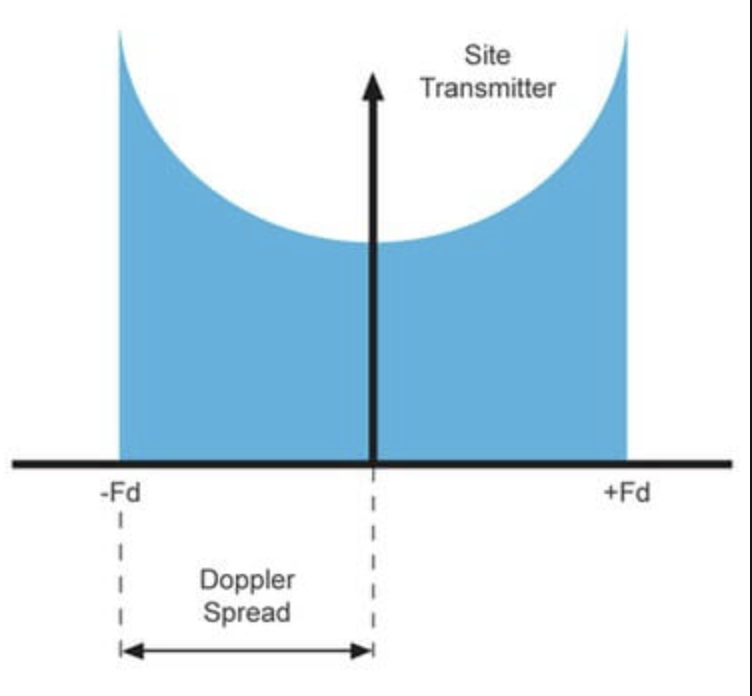 Site
Transmitter
-Fd
+Fd
Doppler
Spread